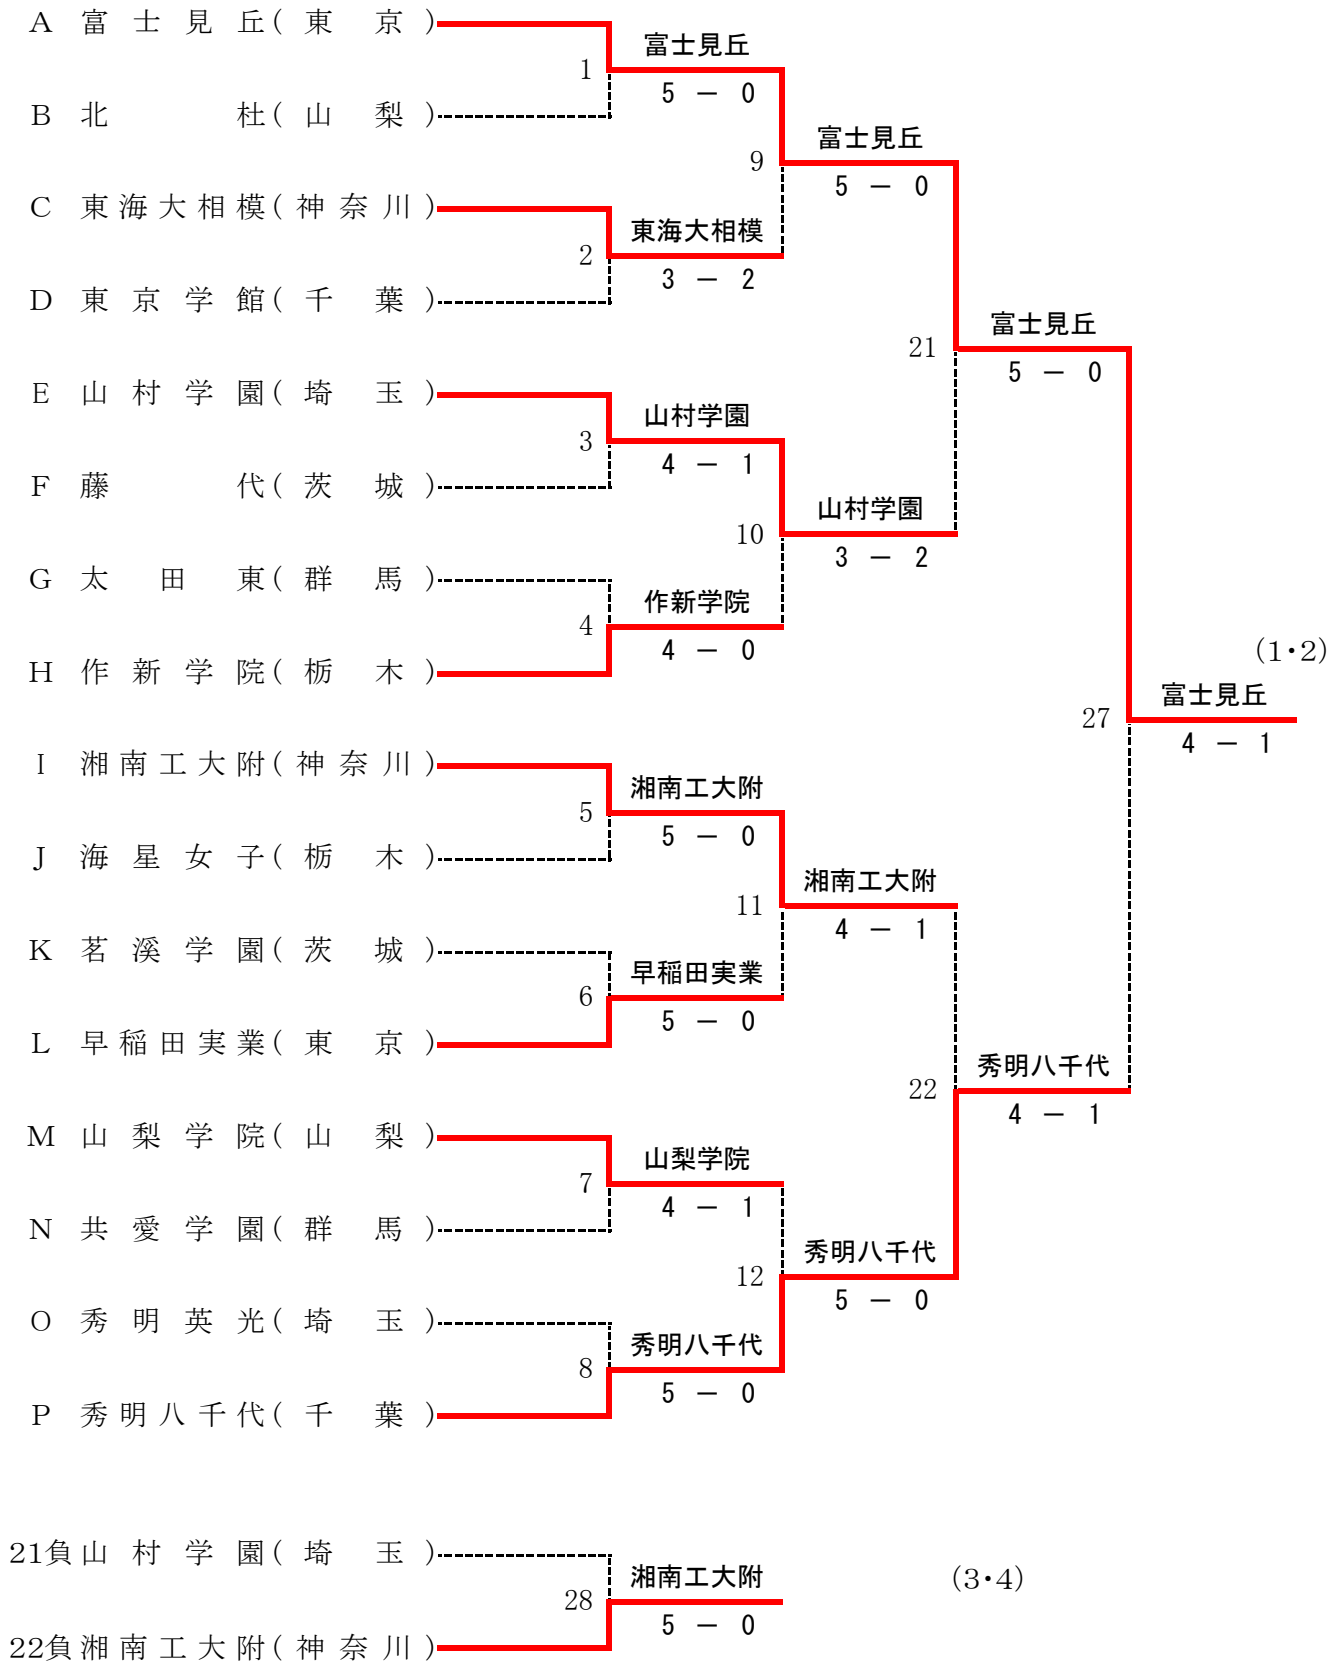 A 富士見丘(東京)
富士見丘
1
5 － 0
B 北杜(山梨)
富士見丘
9
5 － 0
C 東海大相模(神奈川)
東海大相模
2
3 － 2
D 東京学館(千葉)
富士見丘
21
5 － 0
E 山村学園(埼玉)
山村学園
3
4 － 1
F 藤代(茨城)
山村学園
10
3 － 2
G 太田東(群馬)
作新学院
4
4 － 0
H 作新学院(栃木)
(1・2)
富士見丘
27
4 － 1
I 湘南工大附(神奈川)
湘南工大附
5
5 － 0
J 海星女子(栃木)
湘南工大附
11
4 － 1
K 茗溪学園(茨城)
早稲田実業
6
5 － 0
L 早稲田実業(東京)
秀明八千代
22
4 － 1
M 山梨学院(山梨)
山梨学院
7
4 － 1
N 共愛学園(群馬)
秀明八千代
12
5 － 0
O 秀明英光(埼玉)
秀明八千代
8
5 － 0
P 秀明八千代(千葉)
21負山村学園(埼玉)
湘南工大附
(3・4)
28
5 － 0
22負湘南工大附(神奈川)